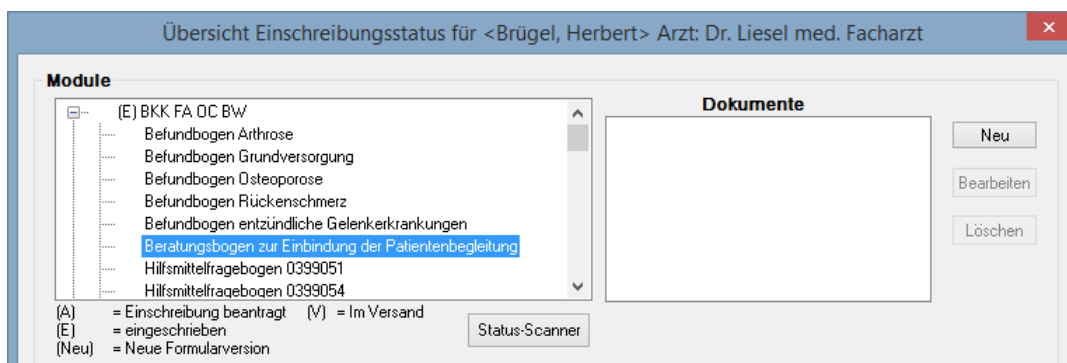 Übersicht Einschreibungsstatus für <Brügel, Herbert> Arzt: Dr. Liesel med. Facharzt
Module
(E) BKK FA OC BW
Befundbogen Arthrose
Befundbogen Grundversorgung
Befundbogen Osteoporose
Befundbogen Rückenschmerz
Befundbogen entzündliche Gelenkerkrankungen
Beratungsbogen zur Einbindung der Patientenbegleitung
Hilfsmittelfragebogen 0399051
Hilfsmittelfragebogen 0399054
Dokumente
Neu
Bearbeiten
Löschen
(A) = Einschreibung beantragt (V) = Im Versand
(E) = eingeschrieben
(Neu) = Neue Formularversion
Status-Scanner